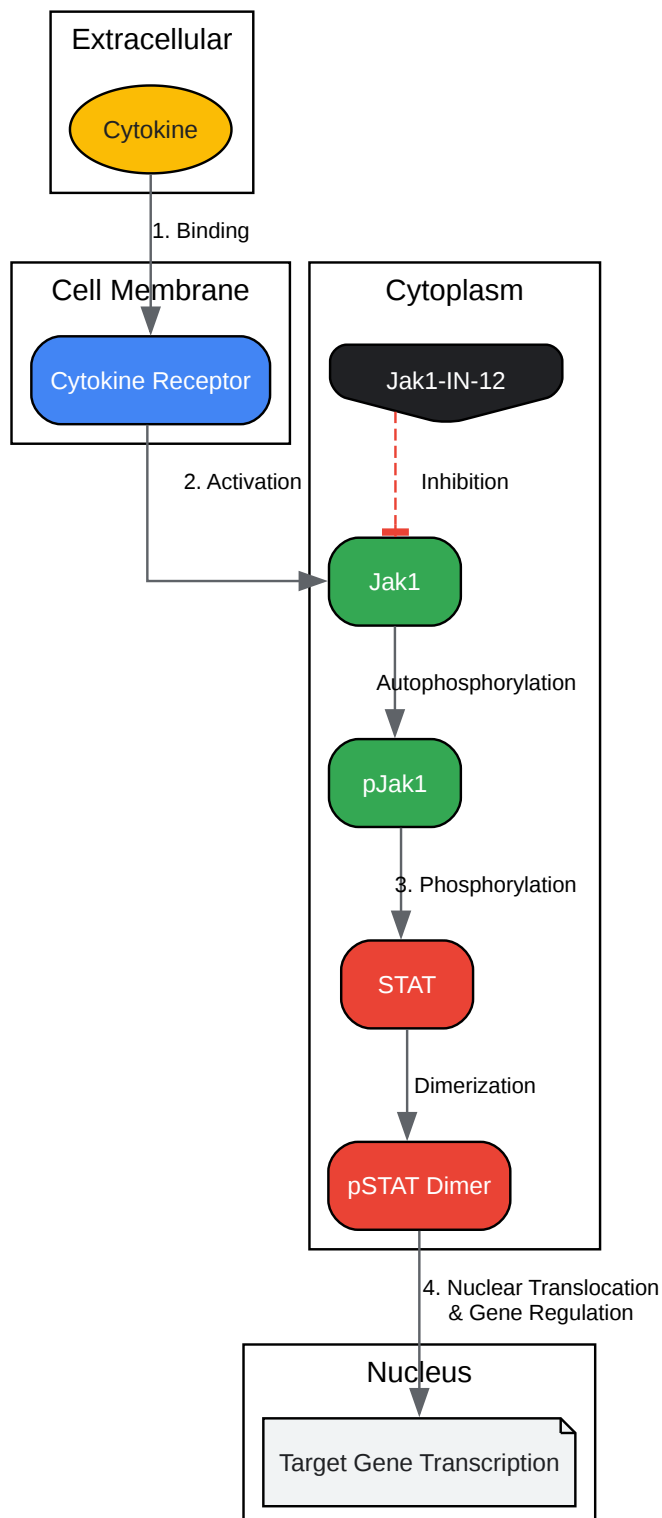 Extracellular
Cytokine
1. Binding
Cell Membrane
Cytoplasm
Cytokine Receptor
Jak1-IN-12
2. Activation
Inhibition
Jak1
Autophosphorylation
pJak1
3. Phosphorylation
STAT
Dimerization
pSTAT Dimer
4. Nuclear Translocation
& Gene Regulation
Nucleus
Target Gene Transcription